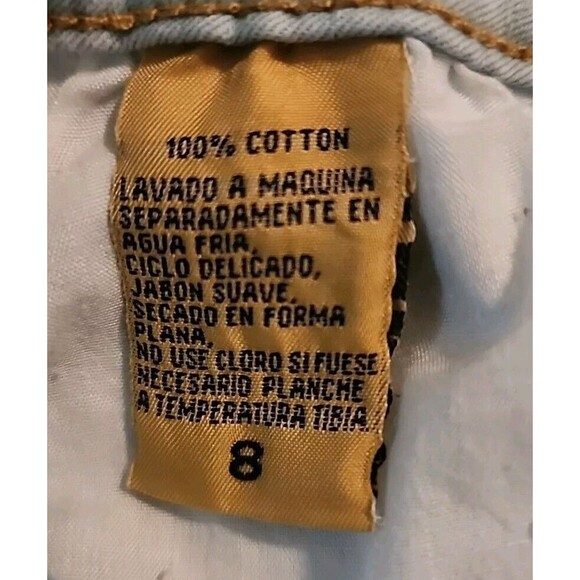 100% COTTON
LAVADO A MAQUINA
SEPARADAMENTE EN
AGUA FRIA,
CICLO DELICADO,
JABON SUAVE,
SECADO EN FORMA
PLANA,
NO USE CLORO SI FUESE
NECESARIO PLANCHE
A TEMPERATURA TIBIA
8